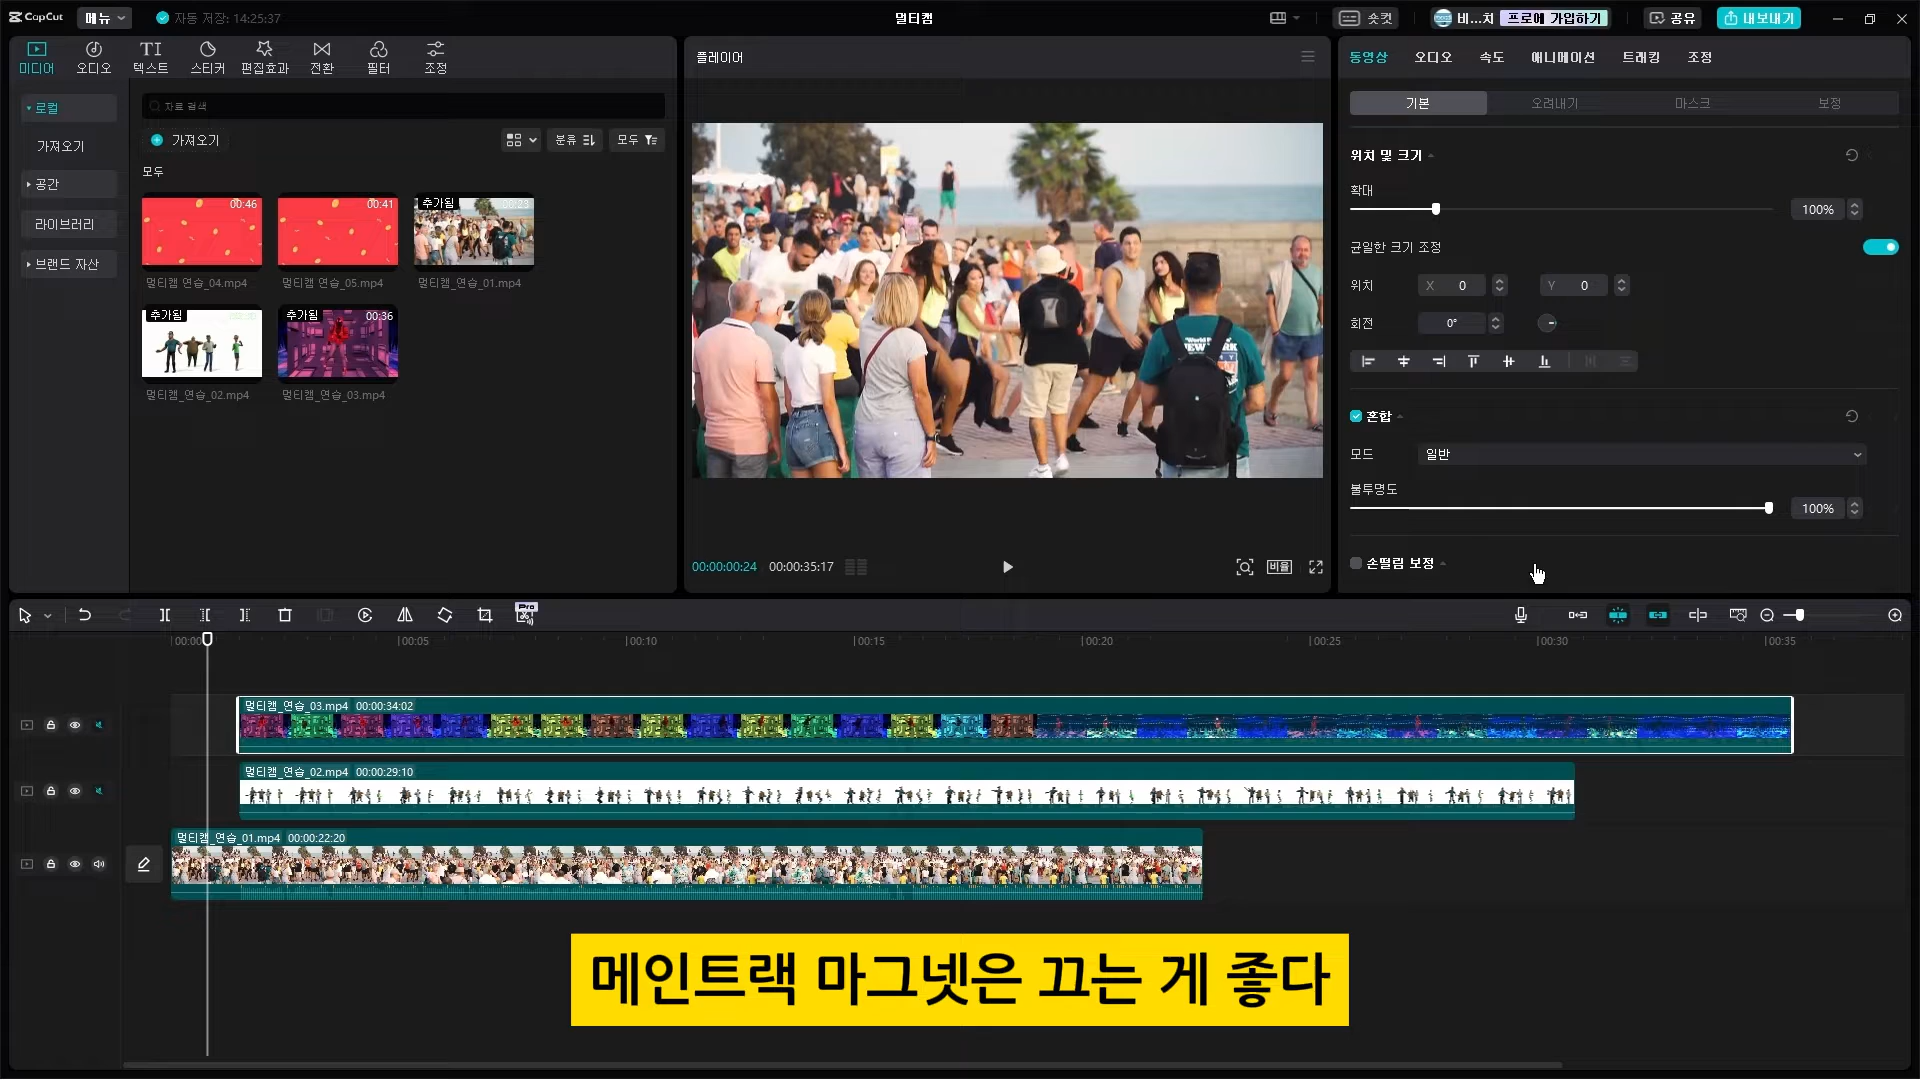 CapCut
메뉴
자동 저장: 14:25:37
멀티캠
숏컷
비...치
프로에 가입하기
공유
내보내기
미디어
오디오
텍스트
스티커
편집효과
전환
필터
조정
로컬
가져오기
공간
라이브러리
브랜드 자산
자료 검색
가져오기
분류
모두
모두
00:46
멀티캠 연습_04.mp4
00:41
멀티캠 연습_05.mp4
추가됨
멀티캠_연습_01.mp4
추가됨
멀티캠_연습_02.mp4
추가됨
00:36
멀티캠_연습_03.mp4
플레이어
00:00:00:24
00:00:35:17
비율
동영상
오디오
속도
애니메이션
트래킹
조정
기본
오려내기
마스크
보정
위치 및 크기
확대
100%
균일한 크기 조정
위치
X 0
Y 0
회전
0°
혼합
모드
일반
불투명도
100%
손떨림 보정
Pro
00:00
00:05
00:10
00:15
00:20
00:25
00:30
00:35
멀티캠_연습_03.mp4 00:00:34:02
멀티캠_연습_02.mp4 00:00:29:10
멀티캠_연습_01.mp4 00:00:22:20
메인트랙 마그넷은 끄는 게 좋다